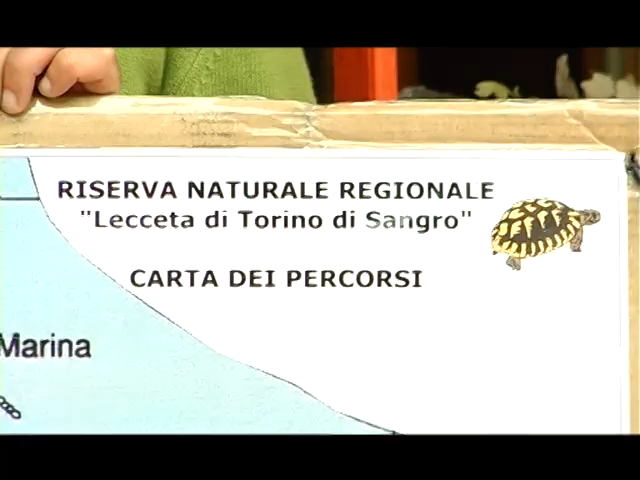 RISERVA NATURALE REGIONALE
"Lecceta di Torino di Sangro"
CARTA DEI PERCORSI
Marina